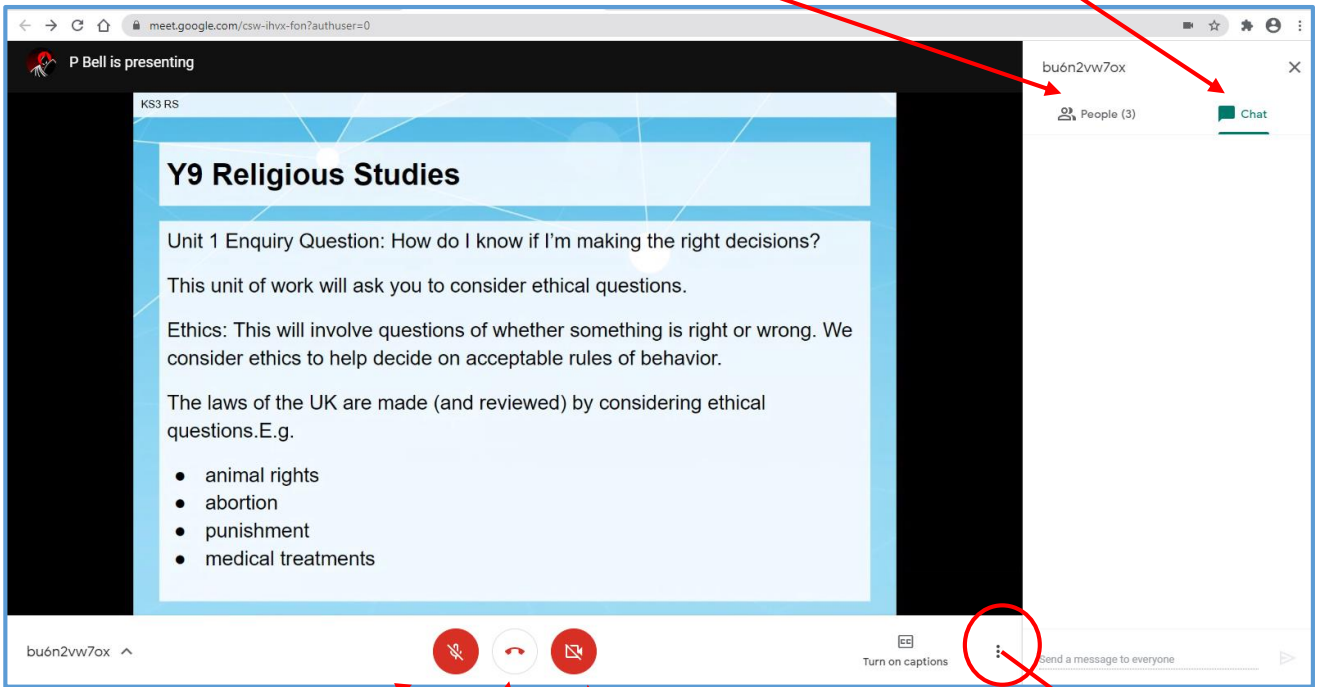 meet.google.com/csw-ihvx-fon?authuser=0
P Bell is presenting
bu6n2vw7ox
People (3)
Chat
KS3 RS
Y9 Religious Studies
Unit 1 Enquiry Question: How do I know if I'm making the right decisions?
This unit of work will ask you to consider ethical questions.
Ethics: This will involve questions of whether something is right or wrong. We
consider ethics to help decide on acceptable rules of behavior.
The laws of the UK are made (and reviewed) by considering ethical
questions.E.g.
● animal rights
● abortion
● punishment
● medical treatments
bu6n2vw7ox
CC
Turn on captions
Send a message to everyone